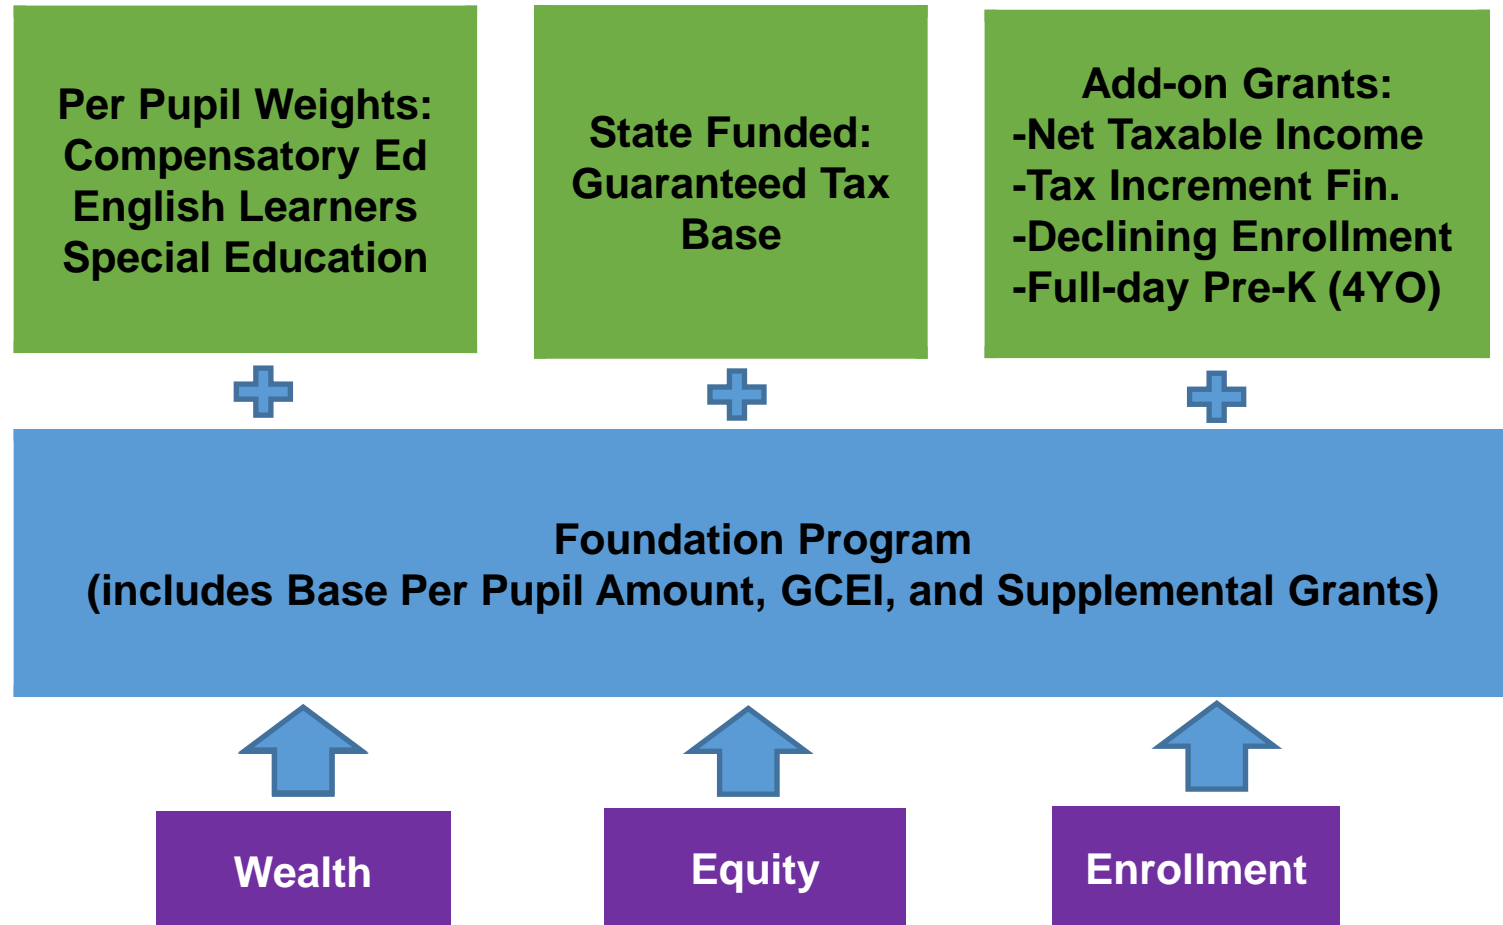 Per Pupil Weights:
Compensatory Ed
English Learners
Special Education
State Funded:
Guaranteed Tax
Base
Add-on Grants:
-Net Taxable Income
-Tax Increment Fin.
-Declining Enrollment
-Full-day Pre-K (4YO)
Foundation Program
(includes Base Per Pupil Amount, GCEI, and Supplemental Grants)
Wealth
Equity
Enrollment